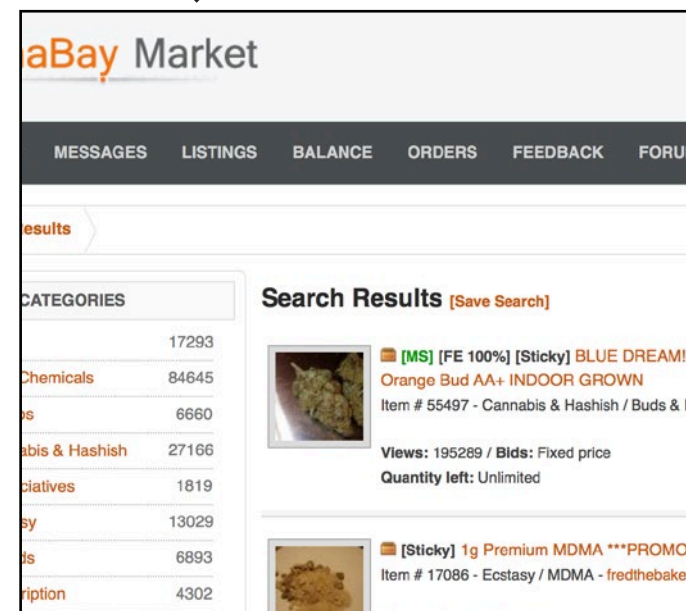 aBay Market
MESSAGES LISTINGS BALANCE ORDERS FEEDBACK FORU
esults
CATEGORIES
17293
Chemicals 84645
os 6660
abis & Hashish 27166
ciatives 1819
sy 13029
ds 6893
ription 4302
Search Results [Save Search]
[MS] [FE 100%] [Sticky] BLUE DREAM!
Orange Bud AA+ INDOOR GROWN
Item # 55497 - Cannabis & Hashish / Buds &
Views: 195289 / Bids: Fixed price
Quantity left: Unlimited
[Sticky] 1g Premium MDMA ***PROMO
Item # 17086 - Ecstasy / MDMA - fredthebake